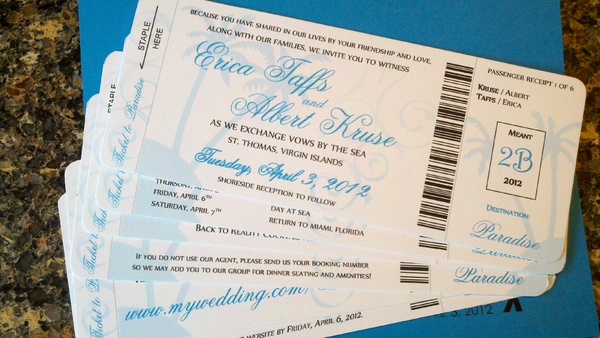 BECAUSE YOU HAVE SHARED IN OUR LIVES BY YOUR FRIENDSHIP AND LOVE,
ALONG WITH OUR FAMILIES, WE INVITE YOU TO WITNESS
Erica Taffs
and
Albert Kruse
AS WE EXCHANGE VOWS BY THE SEA
ST. THOMAS, VIRGIN ISLANDS
Tuesday, April 3, 2012
SHORESIDE RECEPTION TO FOLLOW
STAPLE
HERE
Ticket to Paradise
PASSENGER RECEIPT 1 OF 6
KRUSE / ALBERT
TAFFS / ERICA
MEANT
2B
2012
DESTINATION:
Paradise
STAPLE
Ticket to
FRIDAY, APRIL 6TH
SATURDAY, APRIL 7TH
DAY AT SEA
RETURN TO MIAMI, FLORIDA
BACK TO REALITY
IF YOU DO NOT USE OUR AGENT, PLEASE SEND US YOUR BOOKING NUMBER
SO WE MAY ADD YOU TO OUR GROUP FOR DINNER SEATING AND AMENITIES!
Paradise
www.mywedding.com
WEBSITE BY FRIDAY, APRIL 6, 2012.
3, 2012